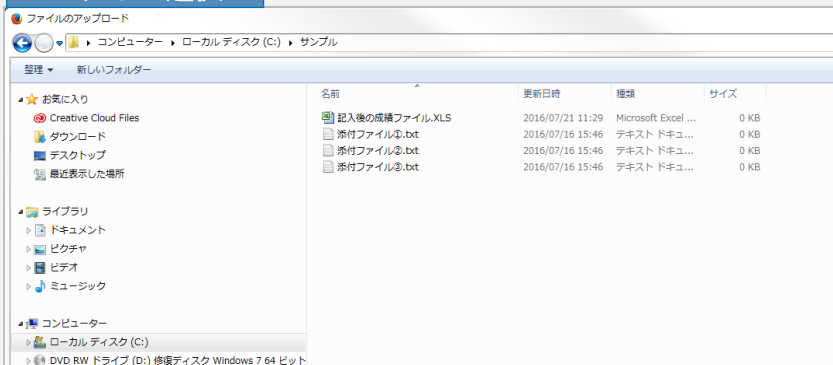 ファイルのアップロード
コンピューター ▸ ローカル ディスク (C:) ▸ サンプル
整理 ▼ 新しいフォルダー
名前 更新日時 種類 サイズ
お気に入り
Creative Cloud Files
ダウンロード
デスクトップ
最近表示した場所
ライブラリ
ドキュメント
ピクチャ
ビデオ
ミュージック
コンピューター
ローカル ディスク (C:)
DVD RW ドライブ (D:) 修復ディスク Windows 7 64 ビット
記入後の成績ファイル.XLS 2016/07/21 11:29 Microsoft Excel ... 0 KB
添付ファイル①.txt 2016/07/16 15:46 テキスト ドキュ... 0 KB
添付ファイル②.txt 2016/07/16 15:46 テキスト ドキュ... 0 KB
添付ファイル③.txt 2016/07/16 15:46 テキスト ドキュ... 0 KB